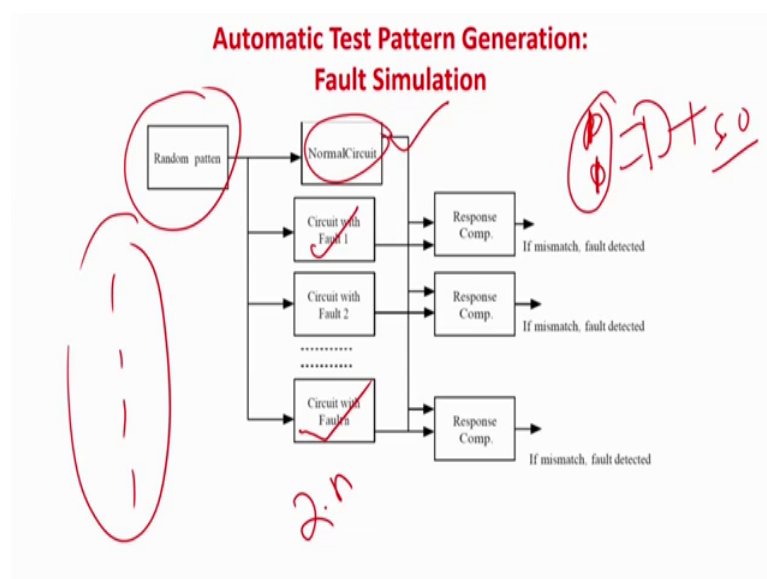 Automatic Test Pattern Generation:
Fault Simulation
Random patten
NormalCircuit
Circuit with
Fault 1
Response
Comp.
If mismatch, fault detected
Circuit with
Fault 2
Response
Comp.
If mismatch, fault detected
............
............
Circuit with
Fault n
Response
Comp.
If mismatch, fault detected
2.n